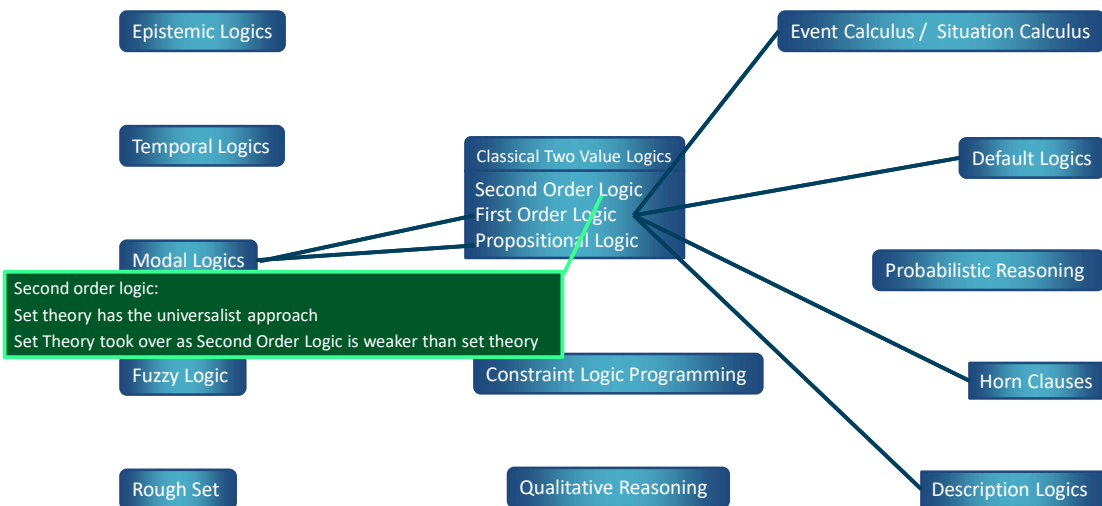 Epistemic Logics
Event Calculus / Situation Calculus
Temporal Logics
Classical Two Value Logics
Second Order Logic
First Order Logic
Propositional Logic
Default Logics
Modal Logics
Probabilistic Reasoning
Second order logic:
Set theory has the universalist approach
Set Theory took over as Second Order Logic is weaker than set theory
Fuzzy Logic
Constraint Logic Programming
Horn Clauses
Rough Set
Qualitative Reasoning
Description Logics